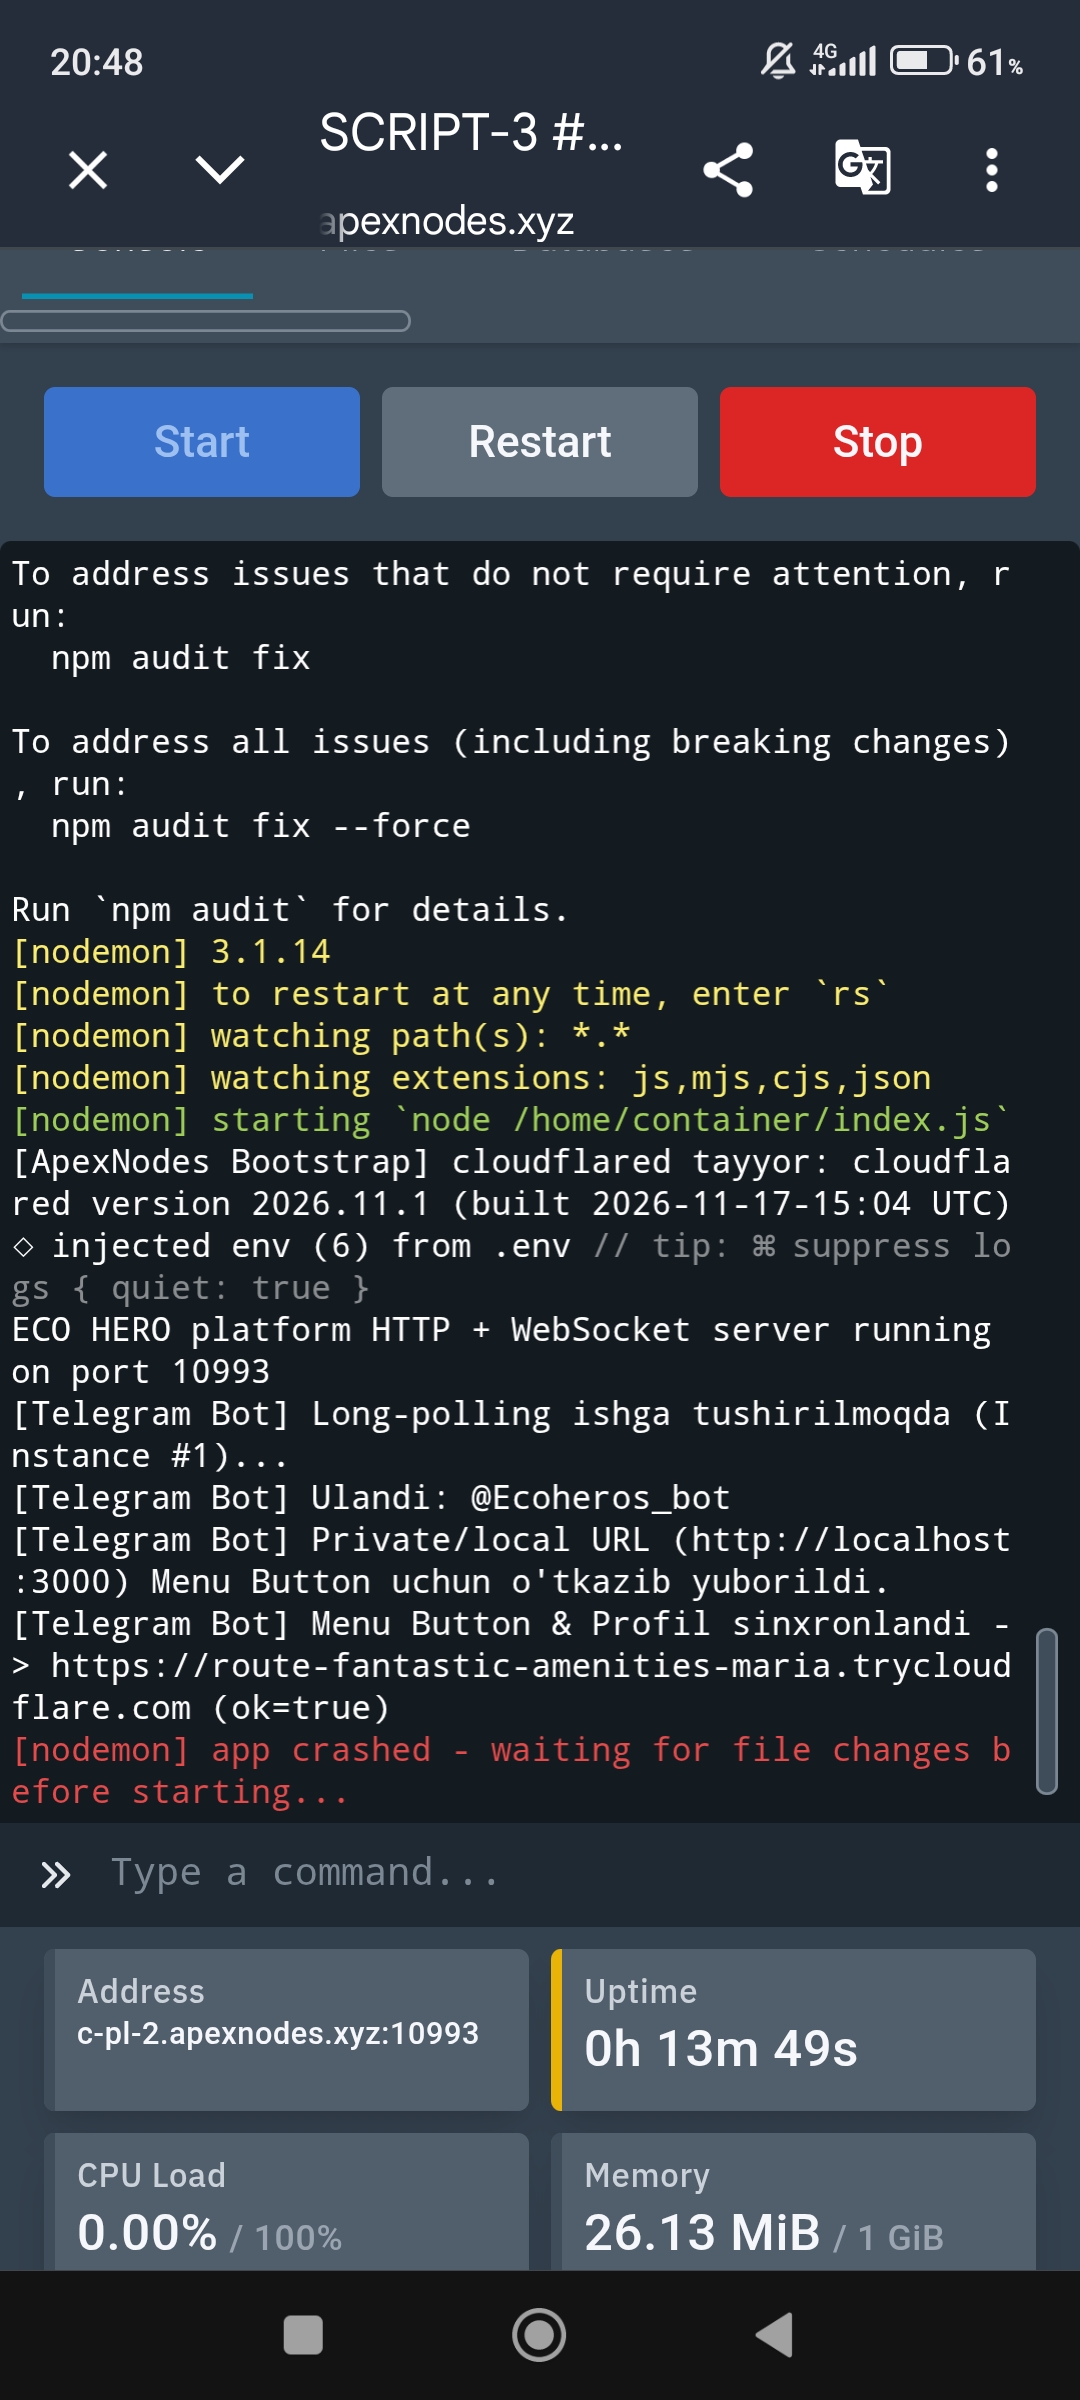 20:48
4G
61%
SCRIPT-3 #...
apexnodes.xyz
Start
Restart
Stop
To address issues that do not require attention, r
un:
  npm audit fix
To address all issues (including breaking changes)
, run:
  npm audit fix --force
Run `npm audit` for details.
[nodemon] 3.1.14
[nodemon] to restart at any time, enter `rs`
[nodemon] watching path(s): *.*
[nodemon] watching extensions: js,mjs,cjs,json
[nodemon] starting `node /home/container/index.js`
[ApexNodes Bootstrap] cloudflared tayyor: cloudfla
red version 2026.11.1 (built 2026-11-17-15:04 UTC)
◇ injected env (6) from .env // tip: ⌘ suppress lo
gs { quiet: true }
ECO HERO platform HTTP + WebSocket server running
on port 10993
[Telegram Bot] Long-polling ishga tushirilmoqda (I
nstance #1)...
[Telegram Bot] Ulandi: @Ecoheros_bot
[Telegram Bot] Private/local URL (http://localhost
:3000) Menu Button uchun o'tkazib yuborildi.
[Telegram Bot] Menu Button & Profil sinxronlandi -
> https://route-fantastic-amenities-maria.trycloud
flare.com (ok=true)
[nodemon] app crashed - waiting for file changes b
efore starting...
Type a command...
Address
c-pl-2.apexnodes.xyz:10993
Uptime
0h 13m 49s
CPU Load
0.00% / 100%
Memory
26.13 MiB / 1 GiB